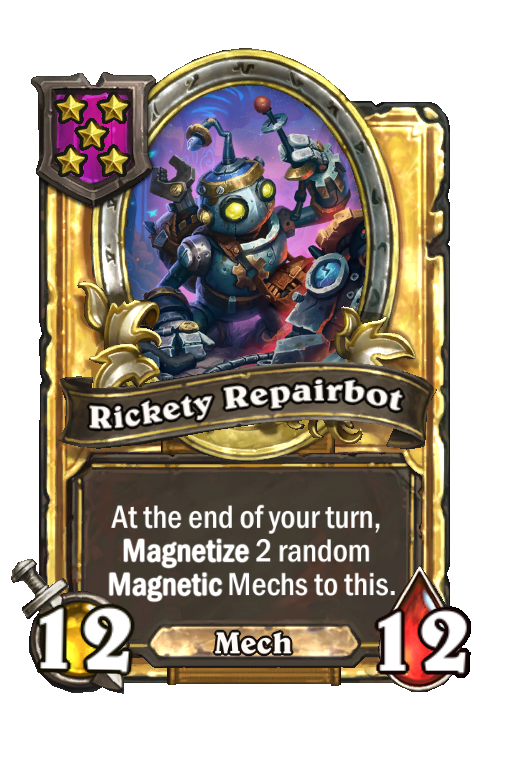 Rickety Repairbot
At the end of your turn,
Magnetize 2 random
Magnetic Mechs to this.
12
Mech
12